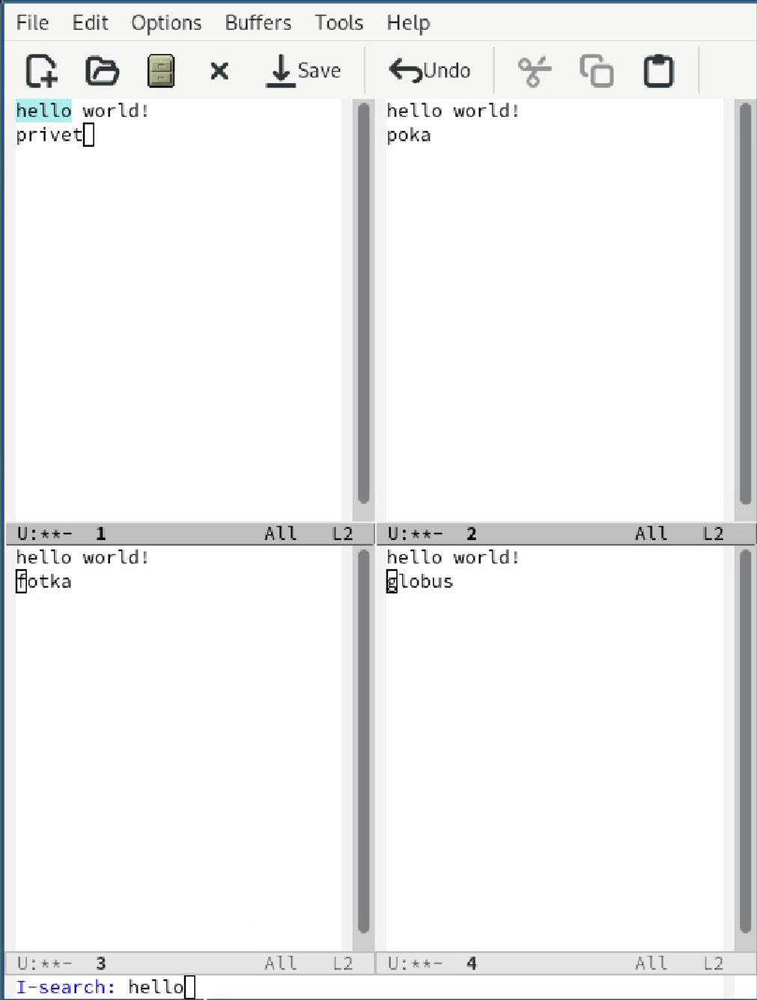 File Edit Options Buffers Tools Help
Save Undo
hello world!
privet
hello world!
poka
U:**- 1 All L2
U:**- 2 All L2
hello world!
fotka
hello world!
globus
U:**- 3 All L2
U:**- 4 All L2
I-search: hello